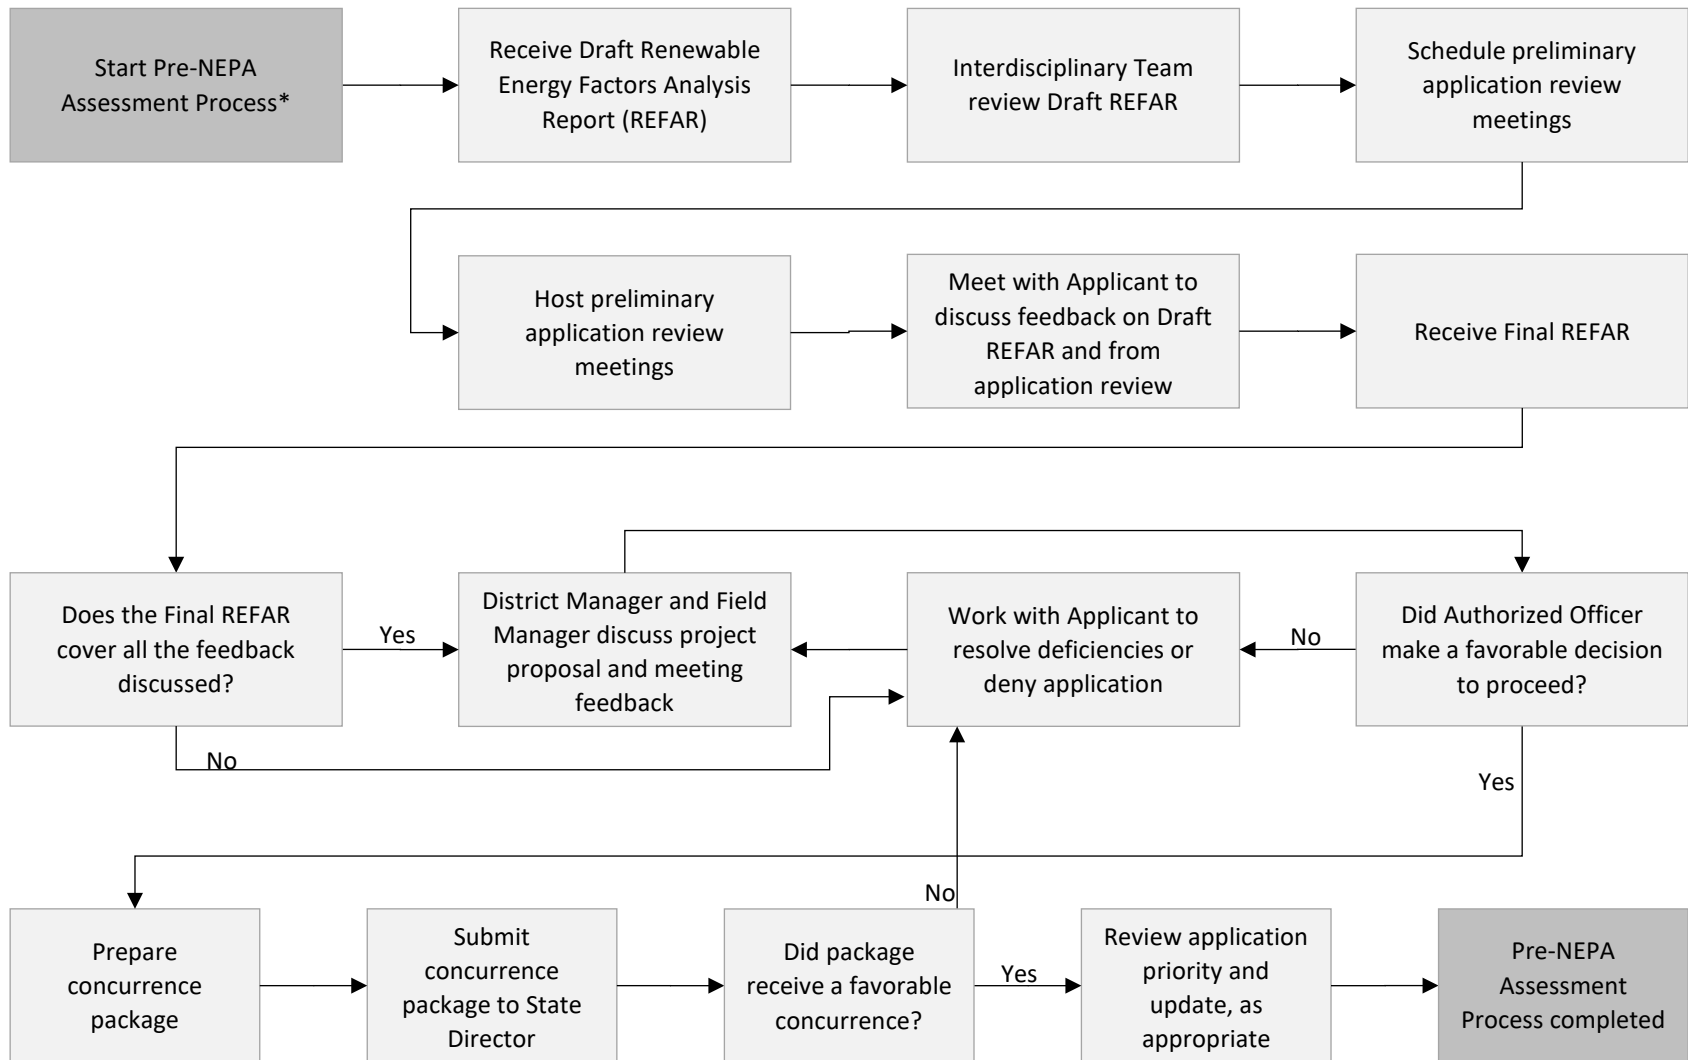 Start Pre-NEPA
Assessment Process*
Receive Draft Renewable
Energy Factors Analysis
Report (REFAR)
Interdisciplinary Team
review Draft REFAR
Schedule preliminary
application review
meetings
Host preliminary
application review
meetings
Meet with Applicant to
discuss feedback on Draft
REFAR and from
application review
Receive Final REFAR
Does the Final REFAR
cover all the feedback
discussed?
Yes
No
District Manager and Field
Manager discuss project
proposal and meeting
feedback
Work with Applicant to
resolve deficiencies or
deny application
No
Did Authorized Officer
make a favorable decision
to proceed?
Yes
Prepare
concurrence
package
Submit
concurrence
package to State
Director
Did package
receive a favorable
concurrence?
No
Yes
Review application
priority and
update, as
appropriate
Pre-NEPA
Assessment
Process completed